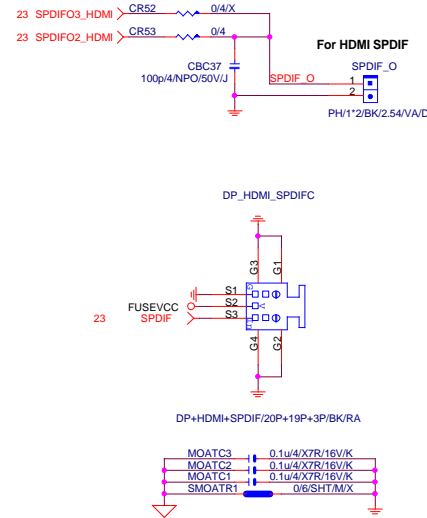 23 SPDIFO3_HDMI CR52 0/4/X
23 SPDIFO2_HDMI CR53 0/4
For HDMI SPDIF
CBC37
100p/4/NPO/50V/J
SPDIF_O
SPDIF_O
1
2
PH/1*2/BK/2.54/VA/D
DP_HDMI_SPDIFC
G3 G1
S1
FUSEVCC S2
23 SPDIF S3
G4 G2
DP+HDMI+SPDIF/20P+19P+3P/BK/RA
MOATC3 0.1u/4/X7R/16V/K
MOATC2 0.1u/4/X7R/16V/K
MOATC1 0.1u/4/X7R/16V/K
SMOATR1 0/6/SHT/M/X